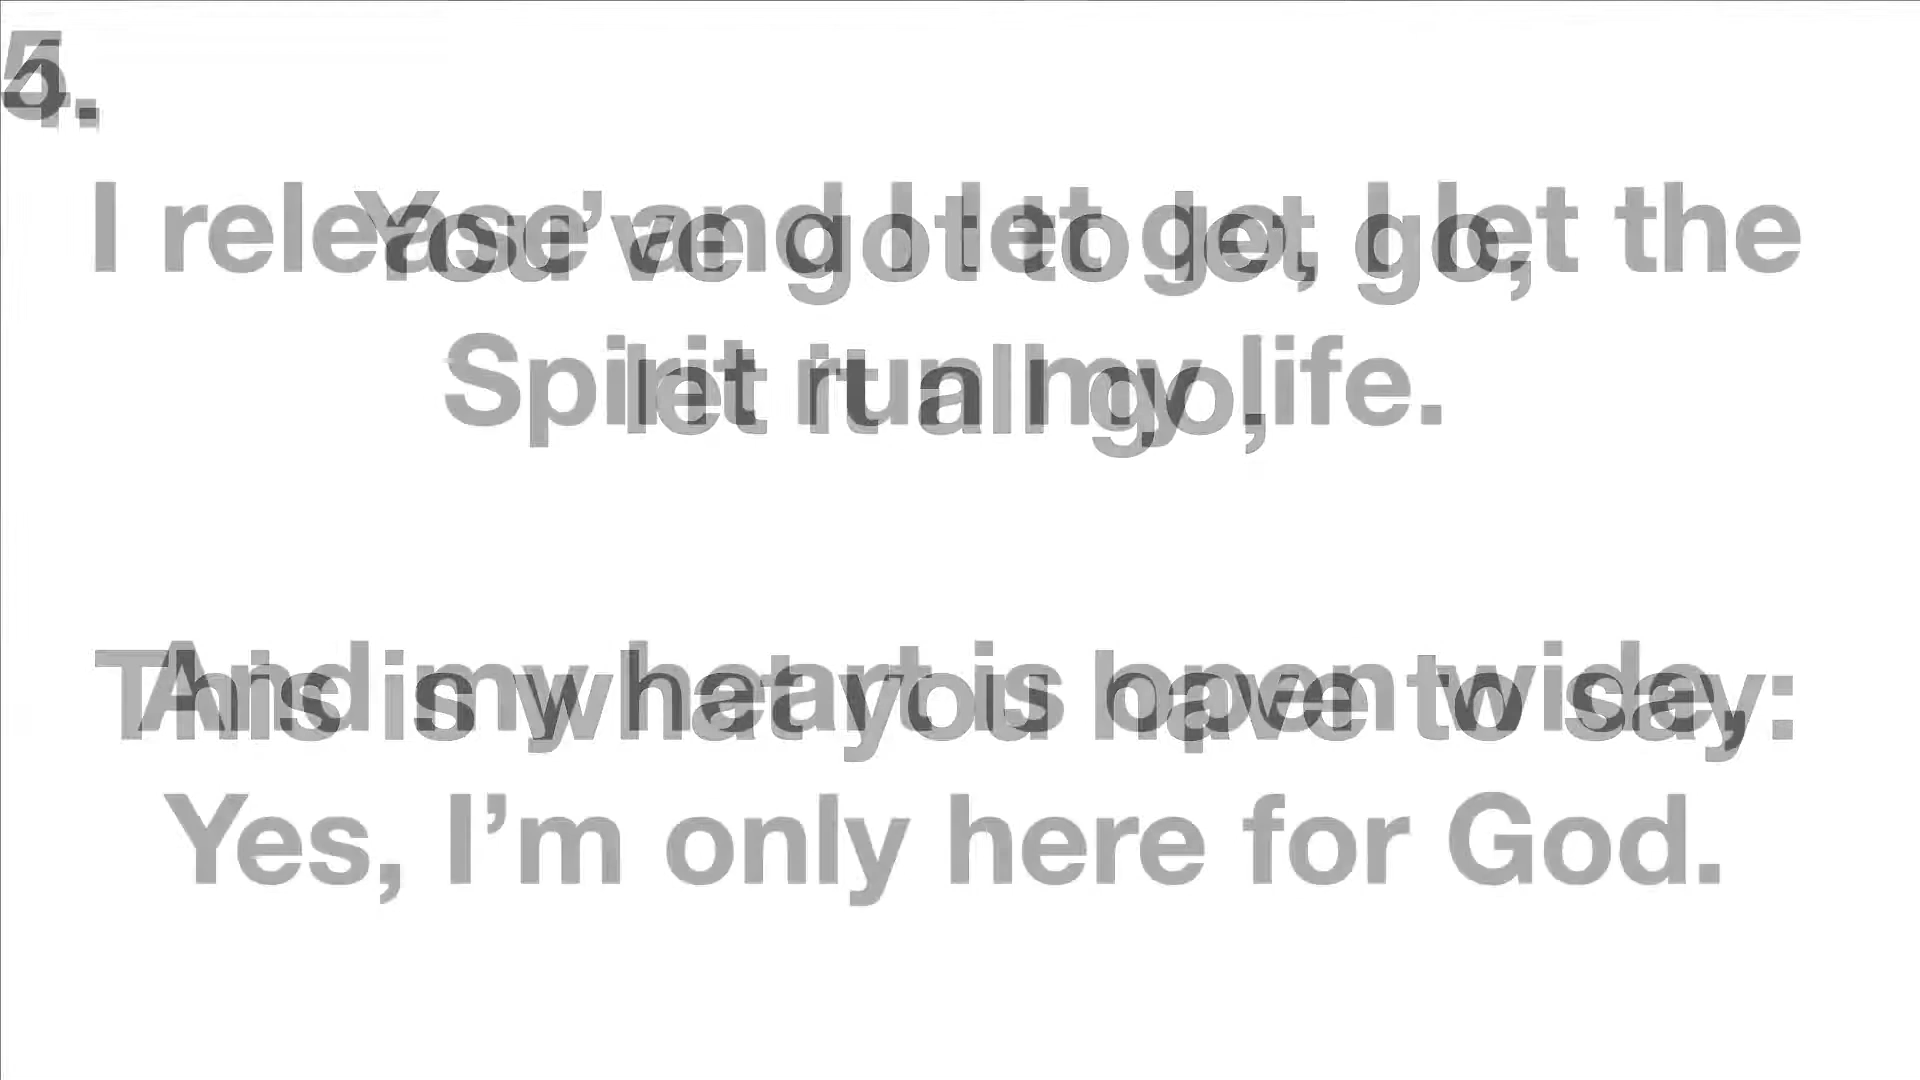 4.
You've got to let go,
let it all go,
This is what you have to say:
5.
I release and I let go, I let the
Spirit run my life.
And my heart is open wide,
Yes, I'm only here for God.